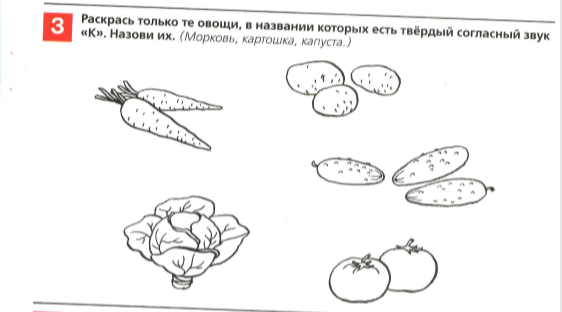 3 Раскрась только те овощи, в названии которых есть твёрдый согласный звук
«К». Назови их. (Морковь, картошка, капуста.)